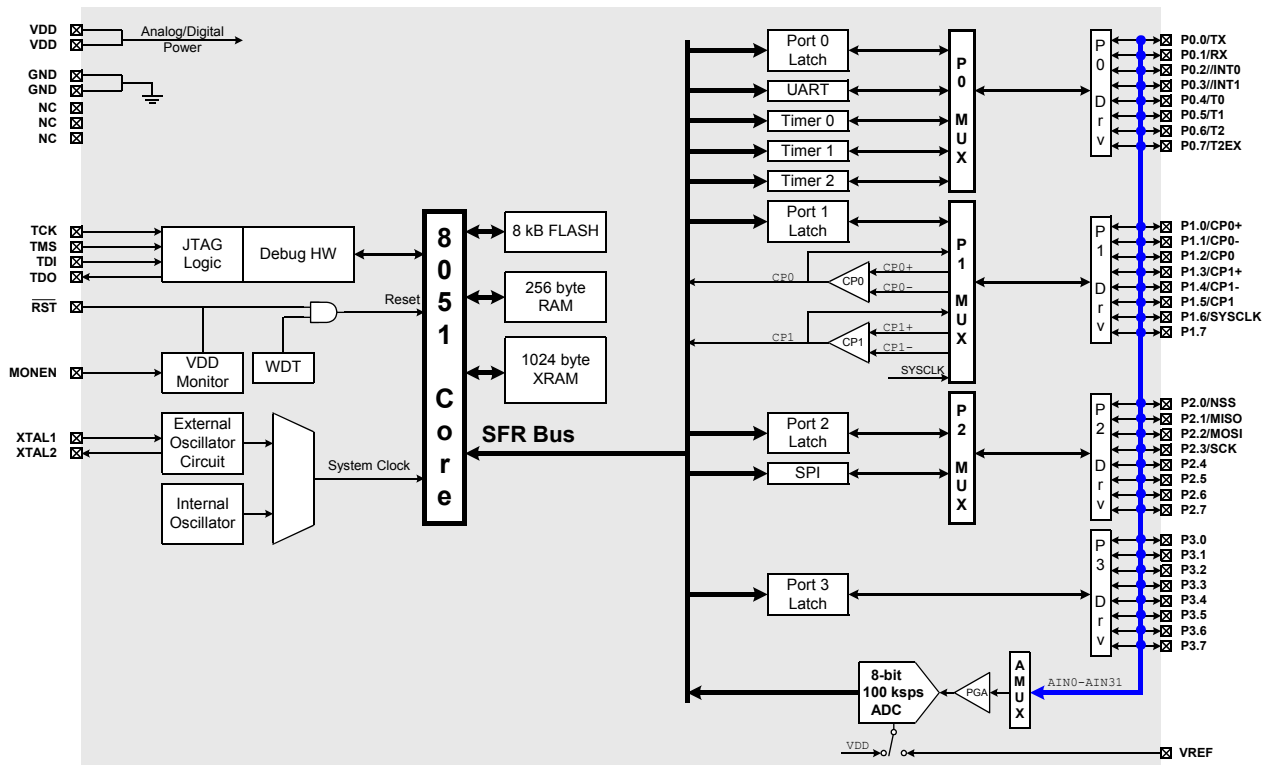 VDD
VDD
Analog/Digital
Power
GND
GND
NC
NC
NC
TCK
TMS
TDI
TDO
JTAG
Logic
Debug HW
RST
Reset
MONEN
VDD
Monitor
WDT
XTAL1
XTAL2
External
Oscillator
Circuit
Internal
Oscillator
System Clock
8051 Core
8 kB FLASH
256 byte
RAM
1024 byte
XRAM
SFR Bus
Port 0
Latch
UART
Timer 0
Timer 1
Timer 2
P0 MUX
P0 Drv
P0.0/TX
P0.1/RX
P0.2//INT0
P0.3//INT1
P0.4/T0
P0.5/T1
P0.6/T2
P0.7/T2EX
Port 1
Latch
CP0
CP0
CP0+
CP0-
CP1
CP1
CP1+
CP1-
SYSCLK
P1 MUX
P1 Drv
P1.0/CP0+
P1.1/CP0-
P1.2/CP0
P1.3/CP1+
P1.4/CP1-
P1.5/CP1
P1.6/SYSCLK
P1.7
Port 2
Latch
SPI
P2 MUX
P2 Drv
P2.0/NSS
P2.1/MISO
P2.2/MOSI
P2.3/SCK
P2.4
P2.5
P2.6
P2.7
Port 3
Latch
P3 Drv
P3.0
P3.1
P3.2
P3.3
P3.4
P3.5
P3.6
P3.7
8-bit
100 ksps
ADC
PGA
AMUX
AIN0-AIN31
VDD
VREF